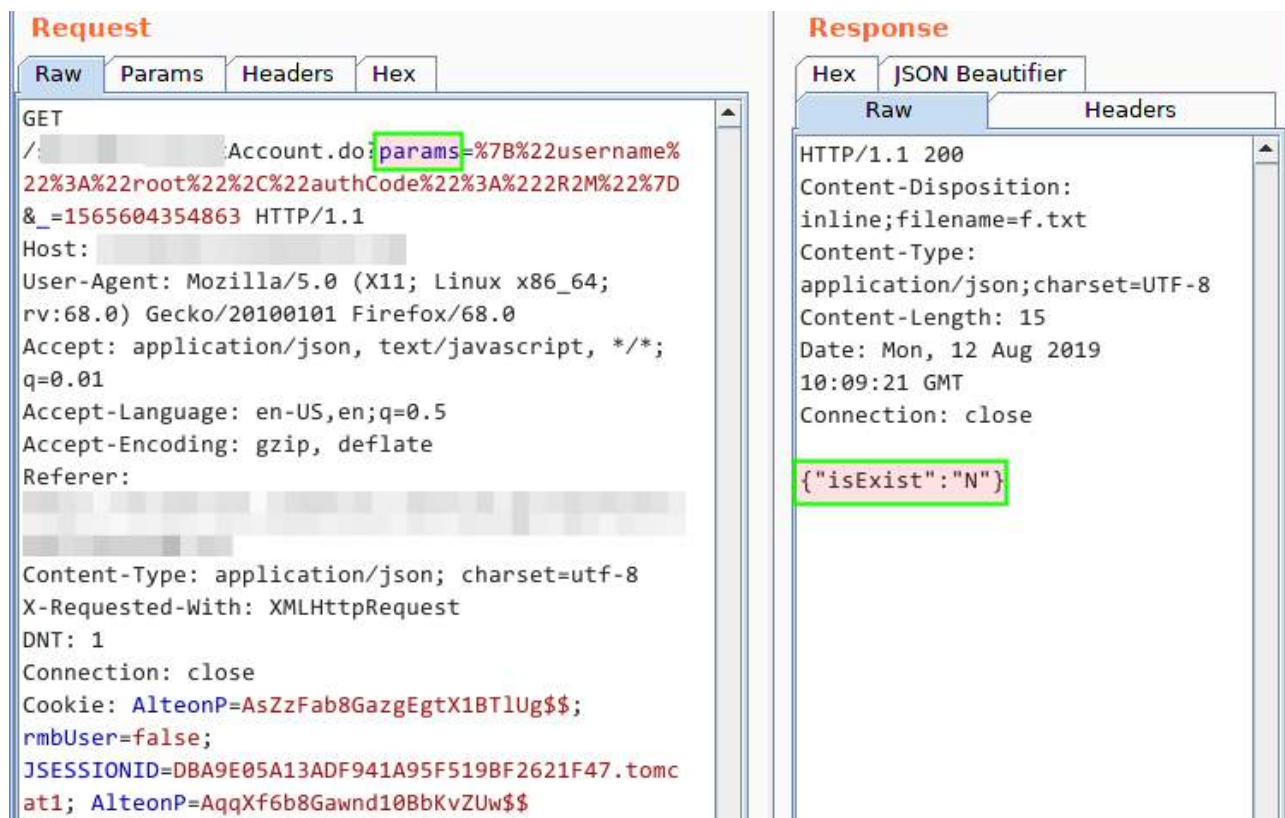 Request
Raw Params Headers Hex
GET
/ Account.do?params=%7B%22username%
22%3A%22root%22%2C%22authCode%22%3A%222R2M%22%7D
&_=1565604354863 HTTP/1.1
Host:
User-Agent: Mozilla/5.0 (X11; Linux x86_64;
rv:68.0) Gecko/20100101 Firefox/68.0
Accept: application/json, text/javascript, */*;
q=0.01
Accept-Language: en-US,en;q=0.5
Accept-Encoding: gzip, deflate
Referer:
Content-Type: application/json; charset=utf-8
X-Requested-With: XMLHttpRequest
DNT: 1
Connection: close
Cookie: AlteonP=AsZzFab8GazgEgtX1BTlUg$$;
rmbUser=false;
JSESSIONID=DBA9E05A13ADF941A95F519BF2621F47.tomc
at1; AlteonP=AqqXf6b8Gawnd10BbKvZUw$$
Response
Hex JSON Beautifier
Raw Headers
HTTP/1.1 200
Content-Disposition:
inline;filename=f.txt
Content-Type:
application/json;charset=UTF-8
Content-Length: 15
Date: Mon, 12 Aug 2019
10:09:21 GMT
Connection: close
{"isExist":"N"}